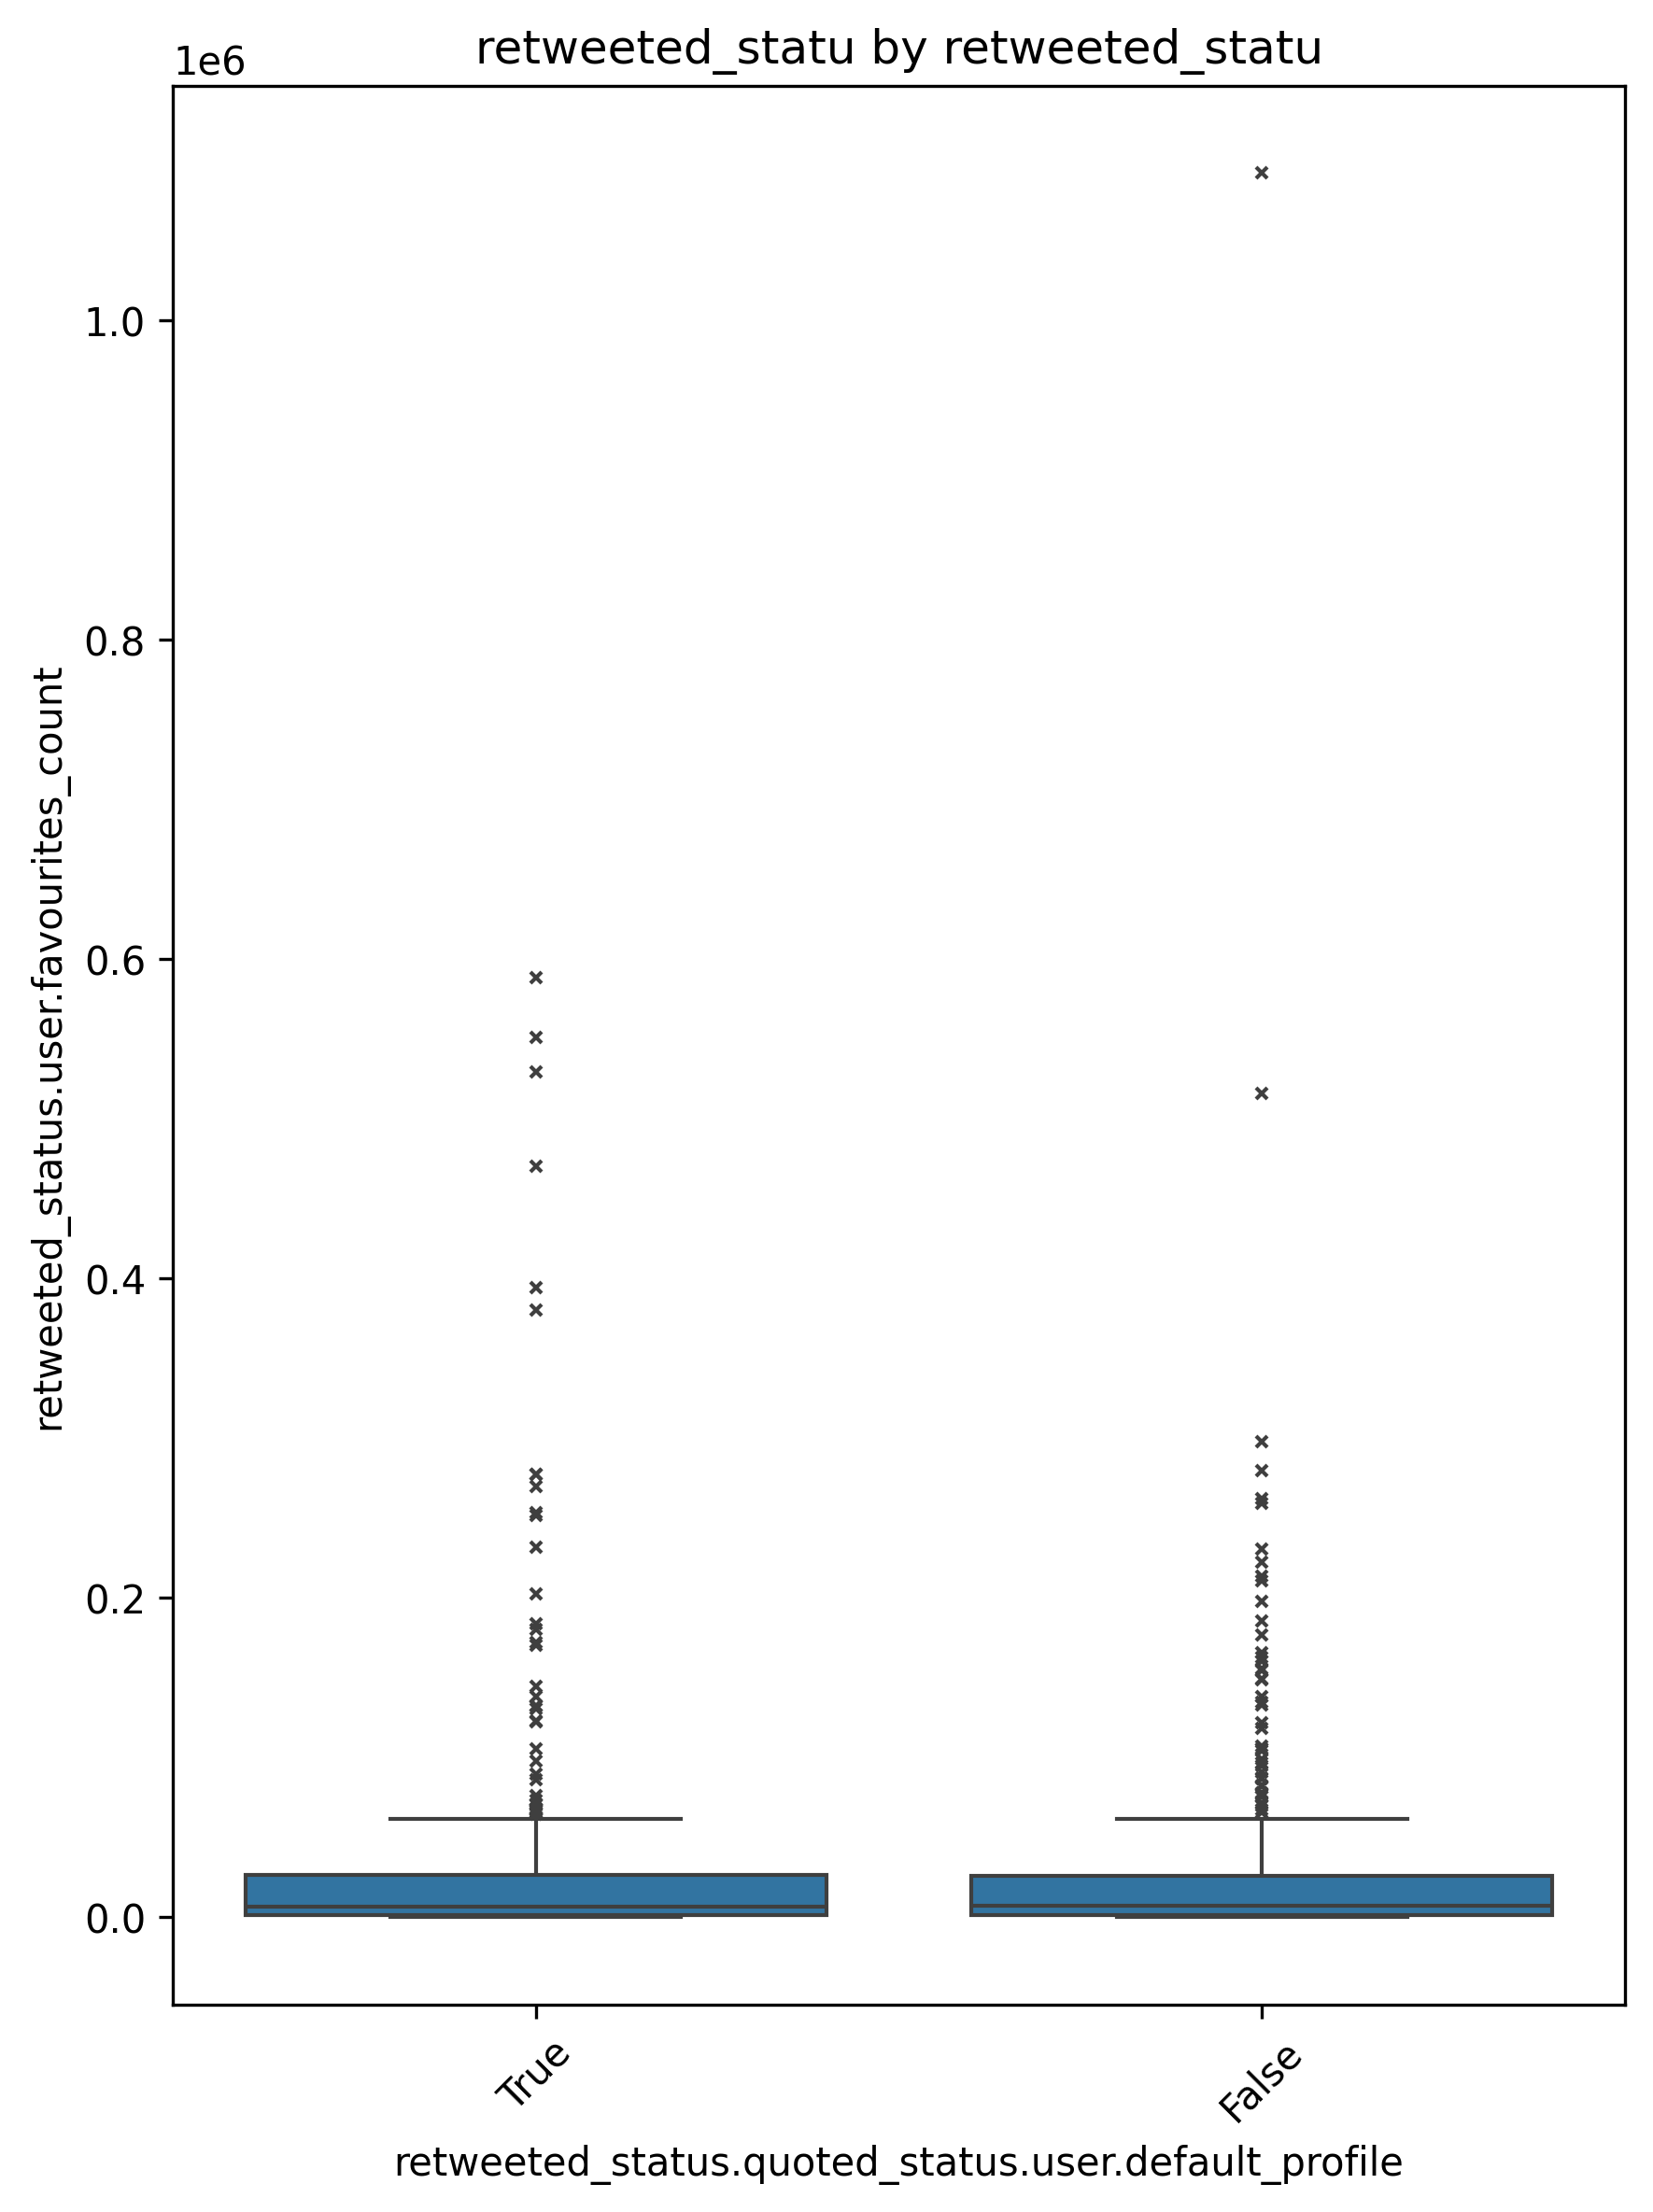 retweeted_statu by retweeted_statu
1e6
1.0
0.8
0.6
0.4
0.2
0.0
retweeted_status.user.favourites_count
True
False
retweeted_status.quoted_status.user.default_profile